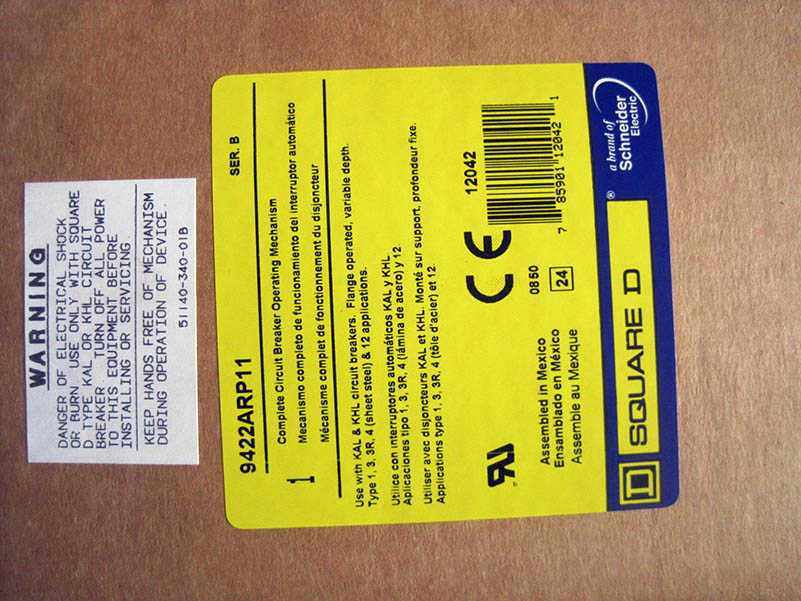 WARNING
DANGER OF ELECTRICAL SHOCK
OR BURN. USE ONLY WITH SQUARE
D TYPE KAL OR KHL CIRCUIT
BREAKER TURN OFF ALL POWER
TO THIS EQUIPMENT BEFORE
INSTALLING OR SERVICING.
KEEP HANDS FREE OF MECHANISM
DURING OPERATION OF DEVICE.
51140-340-01B
9422ARP11 SER. B
1
Complete Circuit Breaker Operating Mechanism
Mecanismo completo de funcionamiento del interruptor automático
Mécanisme complet de fonctionnement du disjoncteur
Use with KAL & KHL circuit breakers. Flange operated, variable depth.
Type 1, 3, 3R, 4 (sheet steel) & 12 applications.
Utilice con interruptores automáticos KAL y KHL.
Aplicaciones tipo 1, 3, 3R, 4 (lámina de acero) y 12.
Utiliser avec disjoncteurs KAL et KHL. Monté sur support, profondeur fixe.
Applications type 1, 3, 3R, 4 (tôle d'acier) et 12.
CE
12042
7 85901 12042 1
0850
24
Assembled in Mexico
Ensamblado en México
Assemble au Mexique
D SQUARE D ®
a brand of
Schneider
Electric